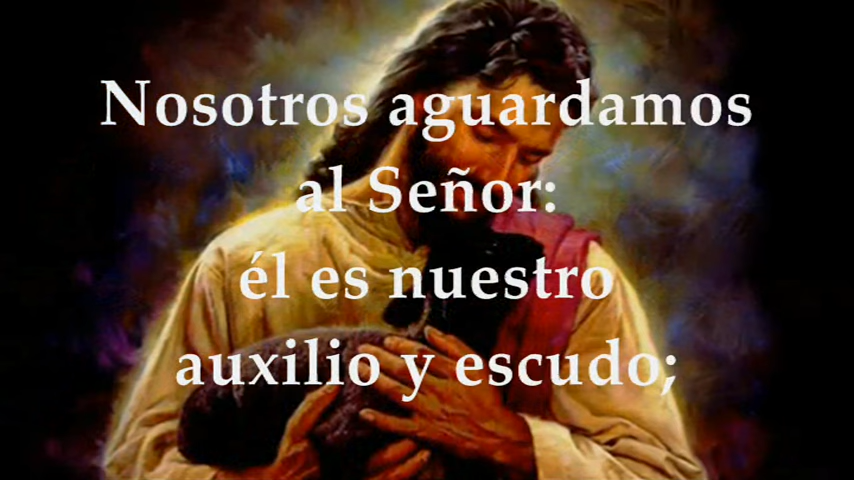 Nosotros aguardamos
al Señor:
él es nuestro
auxilio y escudo;